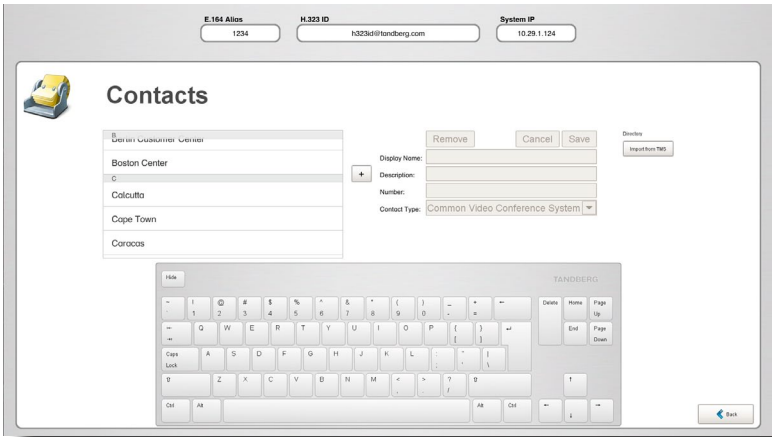 E.164 Alias H.323 ID System IP
1234 h323id@tandberg.com 10.29.1.124
Contacts
B
Berlin Customer Center
Boston Center
C
Calcutta
Cape Town
Caracas
+
Remove Cancel Save
Display Name:
Description:
Number:
Contact Type: Common Video Conference System
Directory
Import from TMS
Hide TANDBERG
~ ! @ # $ % ^ & * ( ) _ + ← Delete Home Page
` 1 2 3 4 5 6 7 8 9 0 - = Up
Q W E R T Y U I O P { } ↵ End Page
[ ] Down
Caps A S D F G H J K L : " |
Lock ; ' \
⇧ Z X C V B N M < > ? ⇧ ↑
, . /
Ctrl Alt Alt Ctrl ← ↓ →
Back